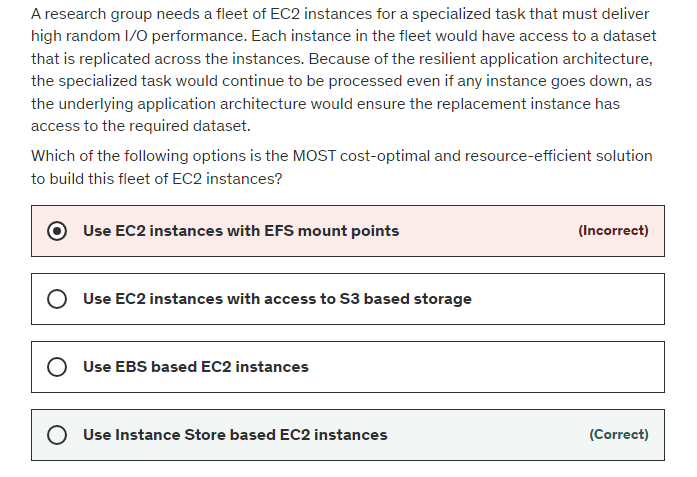 A research group needs a fleet of EC2 instances for a specialized task that must deliver
high random I/O performance. Each instance in the fleet would have access to a dataset
that is replicated across the instances. Because of the resilient application architecture,
the specialized task would continue to be processed even if any instance goes down, as
the underlying application architecture would ensure the replacement instance has
access to the required dataset.
Which of the following options is the MOST cost-optimal and resource-efficient solution
to build this fleet of EC2 instances?
Use EC2 instances with EFS mount points (Incorrect)
Use EC2 instances with access to S3 based storage
Use EBS based EC2 instances
Use Instance Store based EC2 instances (Correct)